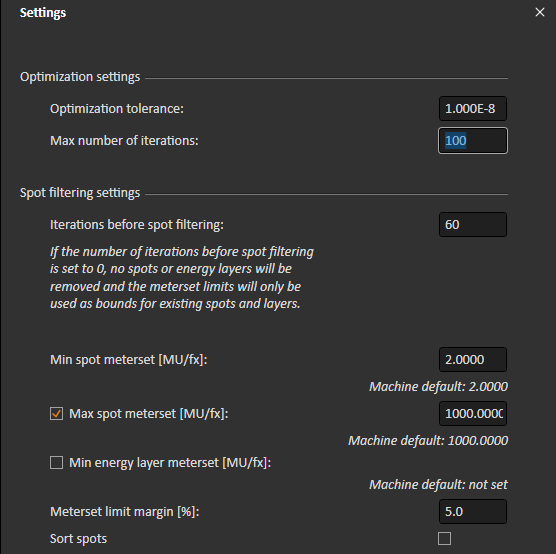 Settings
Optimization settings
Optimization tolerance: 1.000E-8
Max number of iterations: 100
Spot filtering settings
Iterations before spot filtering: 60
If the number of iterations before spot filtering
is set to 0, no spots or energy layers will be
removed and the meterset limits will only be
used as bounds for existing spots and layers.
Min spot meterset [MU/fx]: 2.0000
Machine default: 2.0000
Max spot meterset [MU/fx]: 1000.0000
Machine default: 1000.0000
Min energy layer meterset [MU/fx]:
Machine default: not set
Meterset limit margin [%]: 5.0
Sort spots